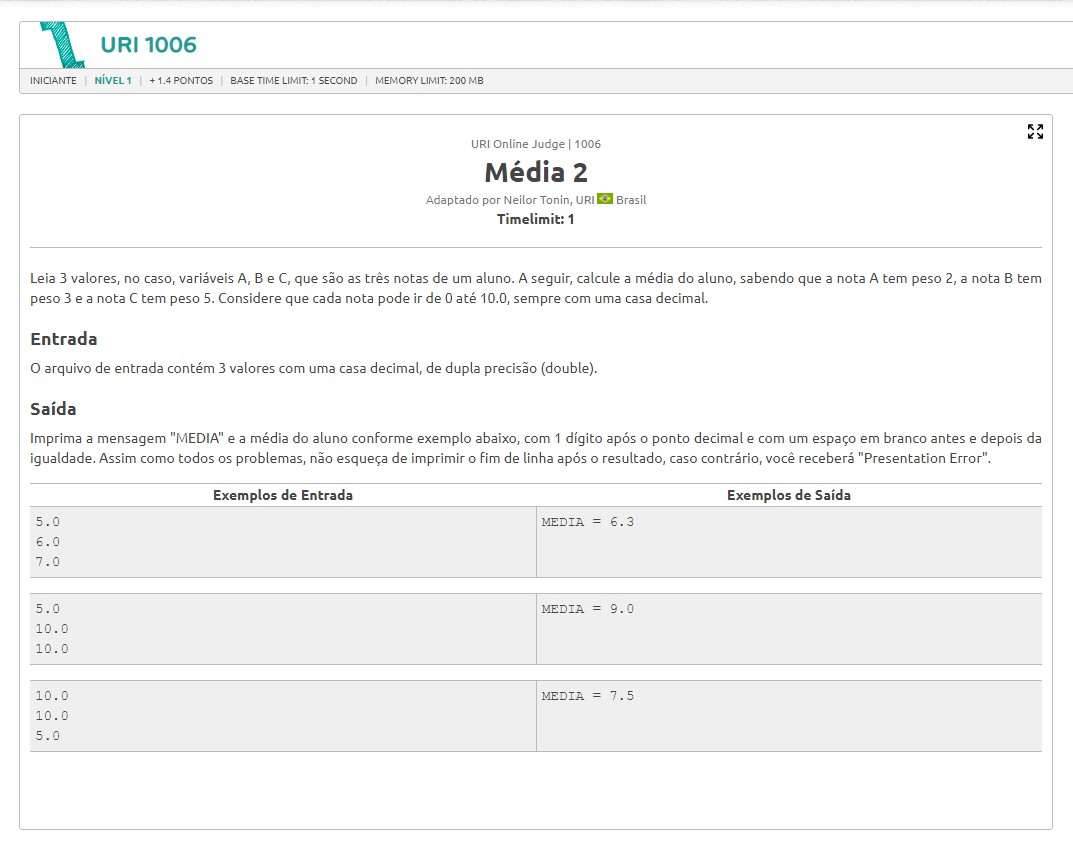 URI 1006
INICIANTE | NÍVEL 1 | + 1.4 PONTOS | BASE TIME LIMIT: 1 SECOND | MEMORY LIMIT: 200 MB
URI Online Judge | 1006
Média 2
Adaptado por Neilor Tonin, URI Brasil
Timelimit: 1
Leia 3 valores, no caso, variáveis A, B e C, que são as três notas de um aluno. A seguir, calcule a média do aluno, sabendo que a nota A tem peso 2, a nota B tem
peso 3 e a nota C tem peso 5. Considere que cada nota pode ir de 0 até 10.0, sempre com uma casa decimal.
Entrada
O arquivo de entrada contém 3 valores com uma casa decimal, de dupla precisão (double).
Saída
Imprima a mensagem "MEDIA" e a média do aluno conforme exemplo abaixo, com 1 dígito após o ponto decimal e com um espaço em branco antes e depois da
igualdade. Assim como todos os problemas, não esqueça de imprimir o fim de linha após o resultado, caso contrário, você receberá "Presentation Error".
Exemplos de Entrada Exemplos de Saída
5.0 MEDIA = 6.3
6.0
7.0
5.0 MEDIA = 9.0
10.0
10.0
10.0 MEDIA = 7.5
10.0
5.0